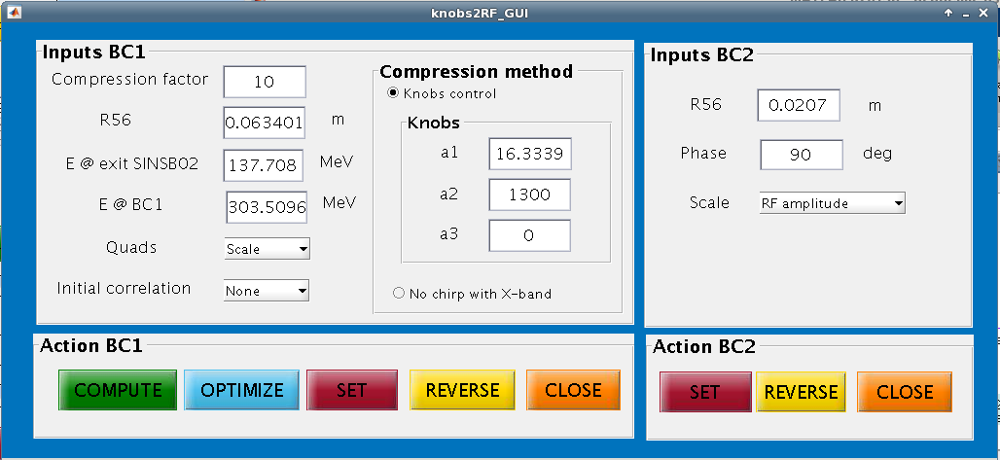 knobs2RF_GUI
Inputs BC1
Compression factor 10
R56 0.063401 m
E @ exit SINSB02 137.708 MeV
E @ BC1 303.5096 MeV
Quads Scale
Initial correlation None
Compression method
Knobs control
Knobs
a1 16.3339
a2 1300
a3 0
No chirp with X-band
Inputs BC2
R56 0.0207 m
Phase 90 deg
Scale RF amplitude
Action BC1
COMPUTE OPTIMIZE SET REVERSE CLOSE
Action BC2
SET REVERSE CLOSE